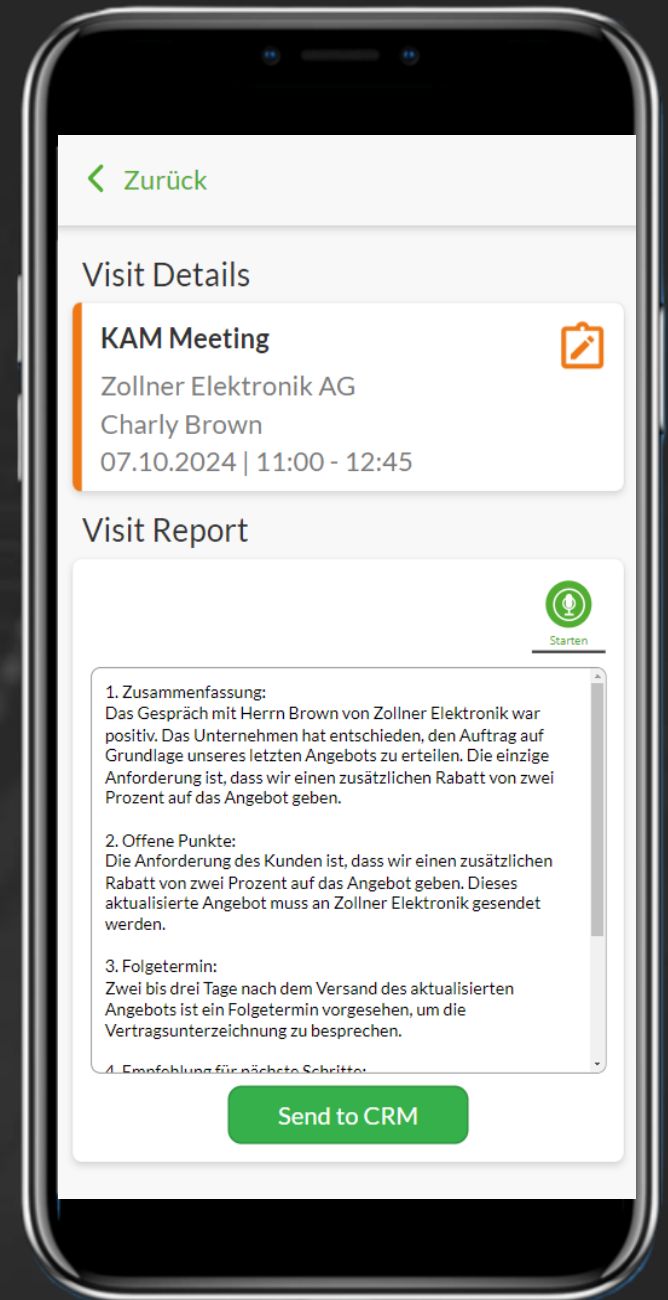 Zurück
Visit Details
KAM Meeting
Zollner Elektronik AG
Charly Brown
07.10.2024 | 11:00 - 12:45
Visit Report
Starten
1. Zusammenfassung:
Das Gespräch mit Herrn Brown von Zollner Elektronik war
positiv. Das Unternehmen hat entschieden, den Auftrag auf
Grundlage unseres letzten Angebots zu erteilen. Die einzige
Anforderung ist, dass wir einen zusätzlichen Rabatt von zwei
Prozent auf das Angebot geben.
2. Offene Punkte:
Die Anforderung des Kunden ist, dass wir einen zusätzlichen
Rabatt von zwei Prozent auf das Angebot geben. Dieses
aktualisierte Angebot muss an Zollner Elektronik gesendet
werden.
3. Folgetermin:
Zwei bis drei Tage nach dem Versand des aktualisierten
Angebots ist ein Folgetermin vorgesehen, um die
Vertragsunterzeichnung zu besprechen.
4. Empfehlung für nächste Schritte:
Send to CRM